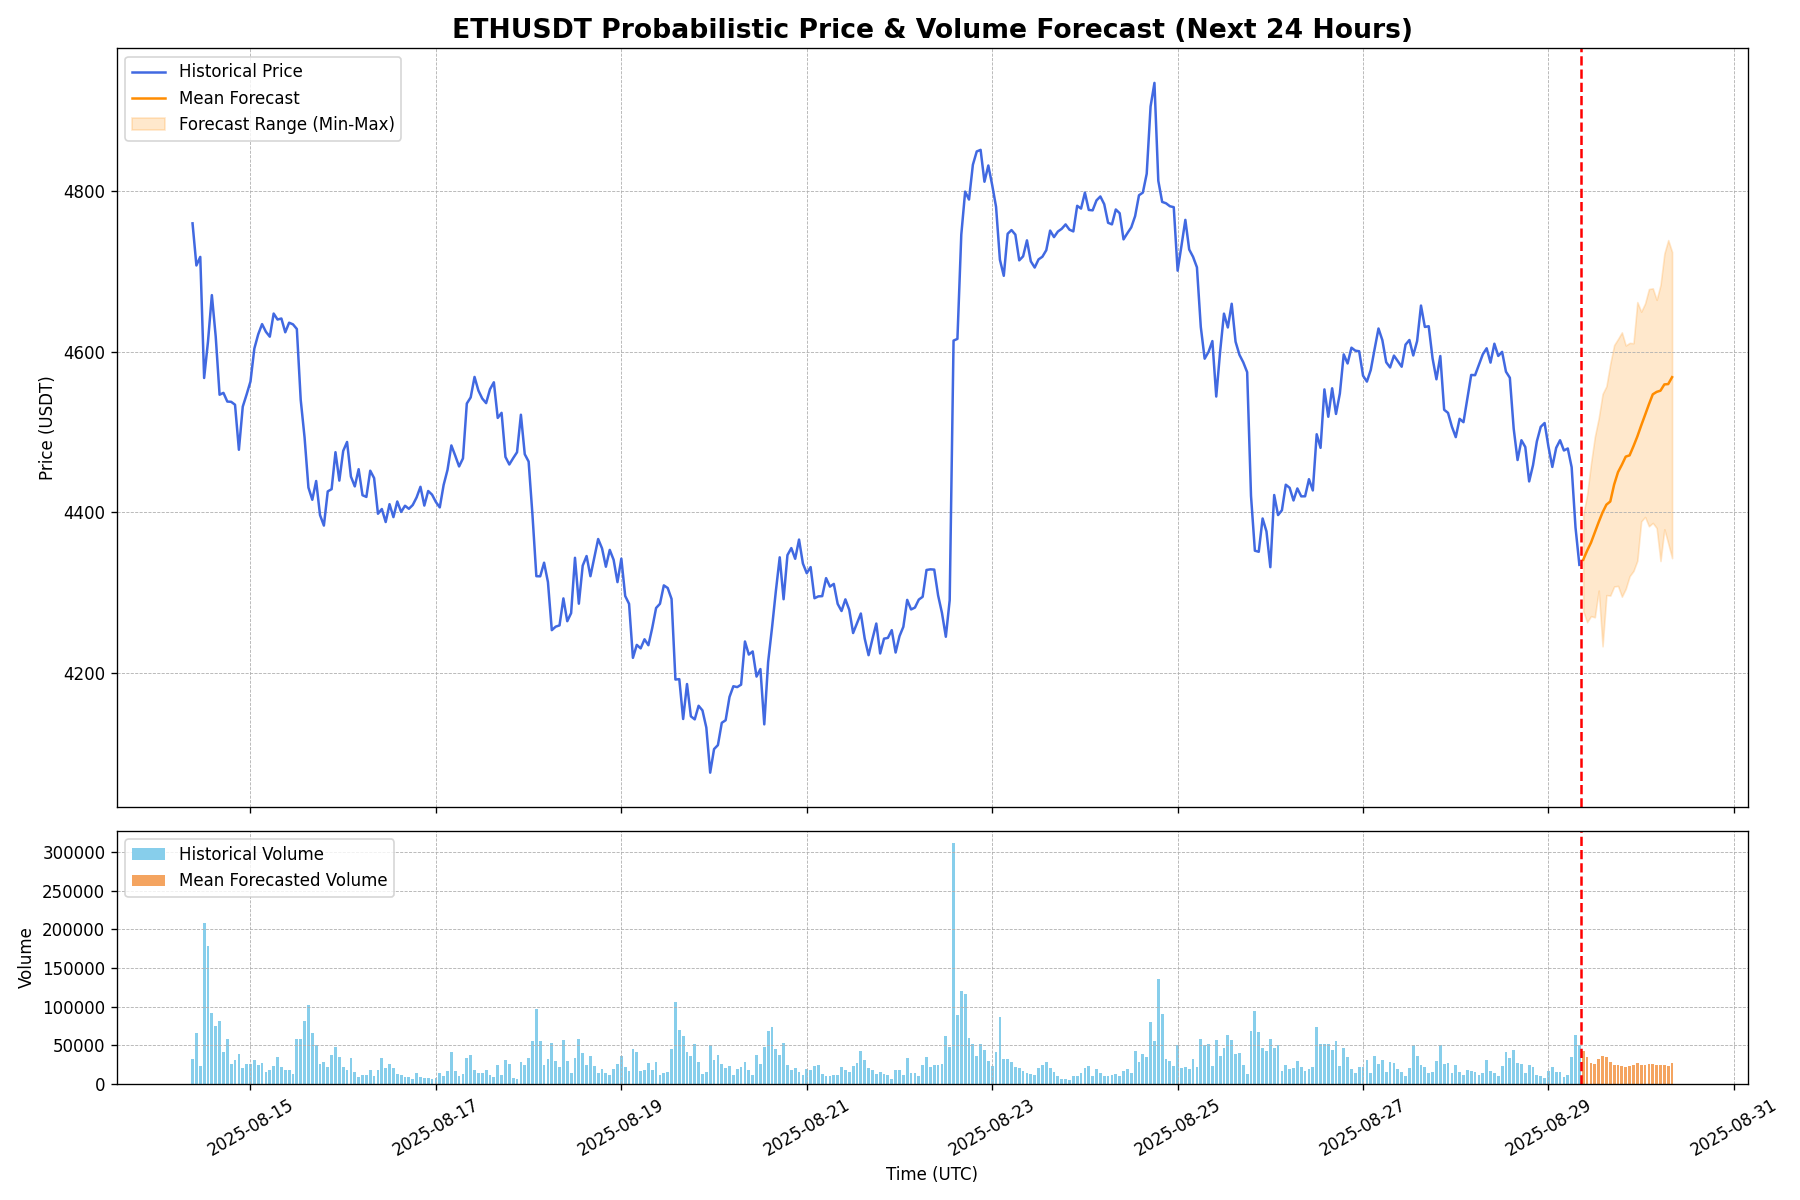 ETHUSDT Probabilistic Price & Volume Forecast (Next 24 Hours)
Historical Price
Mean Forecast
Forecast Range (Min-Max)
Price (USDT)
4800
4600
4400
4200
Historical Volume
Mean Forecasted Volume
Volume
300000
250000
200000
150000
100000
50000
0
2025-08-15
2025-08-17
2025-08-19
2025-08-21
2025-08-23
2025-08-25
2025-08-27
2025-08-29
2025-08-31
Time (UTC)